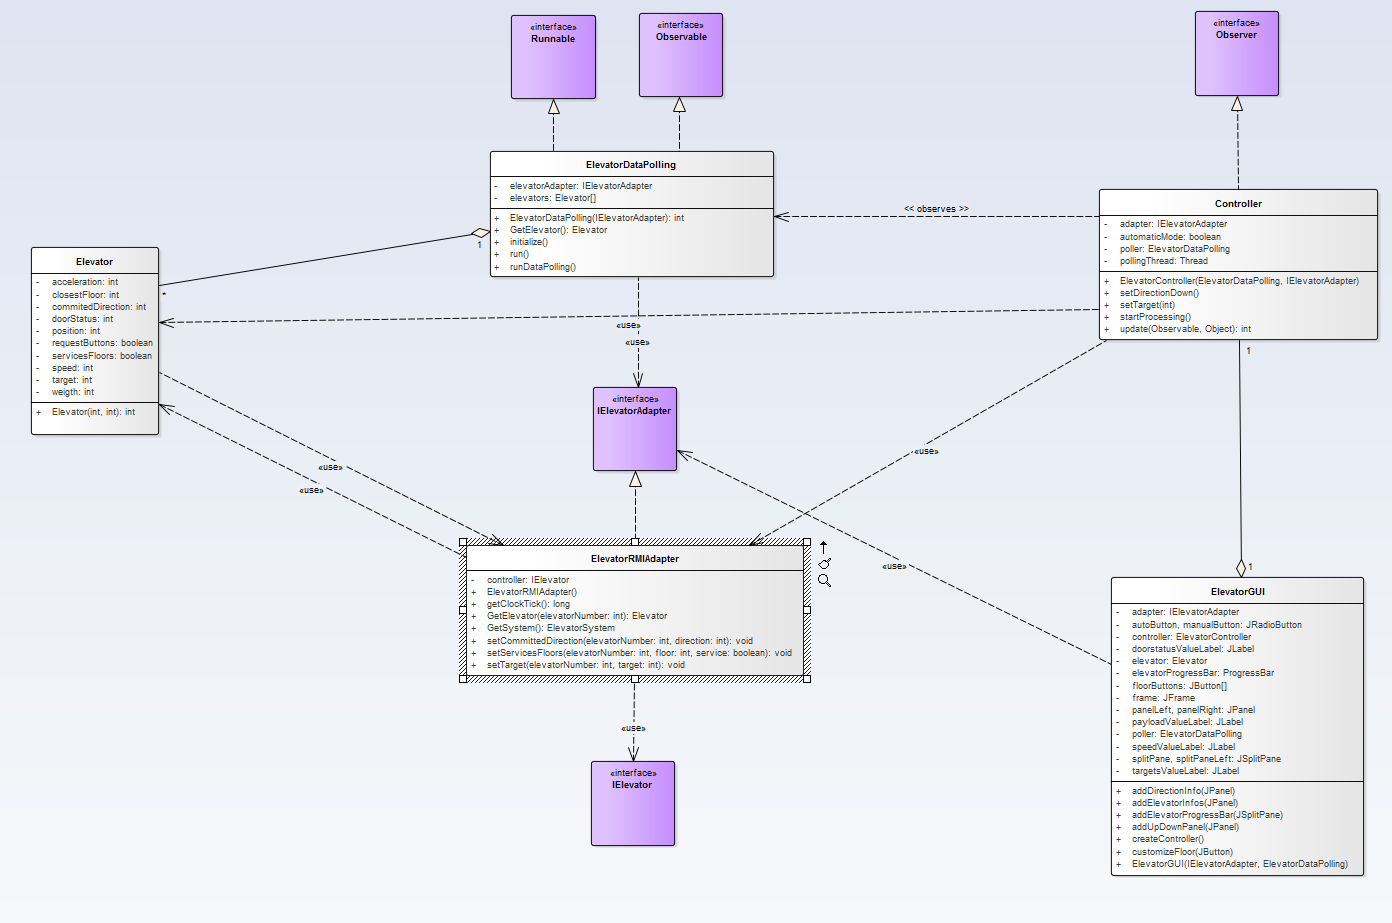 «interface»
Runnable
«interface»
Observable
«interface»
Observer
ElevatorDataPolling
- elevatorAdapter: IElevatorAdapter
- elevators: Elevator[]
+ ElevatorDataPolling(IElevatorAdapter): int
+ GetElevator(): Elevator
+ initialize()
+ run()
+ runDataPolling()
<< observes >>
Controller
- adapter: IElevatorAdapter
- automaticMode: boolean
- poller: ElevatorDataPolling
- pollingThread: Thread
+ ElevatorController(ElevatorDataPolling, IElevatorAdapter)
+ setDirectionDown()
+ setTarget(int)
+ startProcessing()
+ update(Observable, Object): int
1
*
Elevator
- acceleration: int
- closestFloor: int
- commitedDirection: int
- doorStatus: int
- position: int
- requestButtons: boolean
- servicesFloors: boolean
- speed: int
- target: int
- weigth: int
+ Elevator(int, int): int
«use»
«use»
1
«interface»
IElevatorAdapter
«use»
«use»
«use»
«use»
ElevatorRMIAdapter
- controller: IElevator
+ ElevatorRMIAdapter()
+ getClockTick(): long
+ GetElevator(elevatorNumber: int): Elevator
+ GetSystem(): ElevatorSystem
+ setCommittedDirection(elevatorNumber: int, direction: int): void
+ setServicesFloors(elevatorNumber: int, floor: int, service: boolean): void
+ setTarget(elevatorNumber: int, target: int): void
1
ElevatorGUI
- adapter: IElevatorAdapter
- autoButton, manualButton: JRadioButton
- controller: ElevatorController
- doorstatusValueLabel: JLabel
- elevator: Elevator
- elevatorProgressBar: ProgressBar
- floorButtons: JButton[]
- frame: JFrame
- panelLeft, panelRight: JPanel
- payloadValueLabel: JLabel
- poller: ElevatorDataPolling
- speedValueLabel: JLabel
- splitPane, splitPaneLeft: JSplitPane
- targetsValueLabel: JLabel
+ addDirectionInfo(JPanel)
+ addElevatorInfos(JPanel)
+ addElevatorProgressBar(JSplitPane)
+ addUpDownPanel(JPanel)
+ createController()
+ customizeFloor(JButton)
+ ElevatorGUI(IElevatorAdapter, ElevatorDataPolling)
«use»
«interface»
IElevator